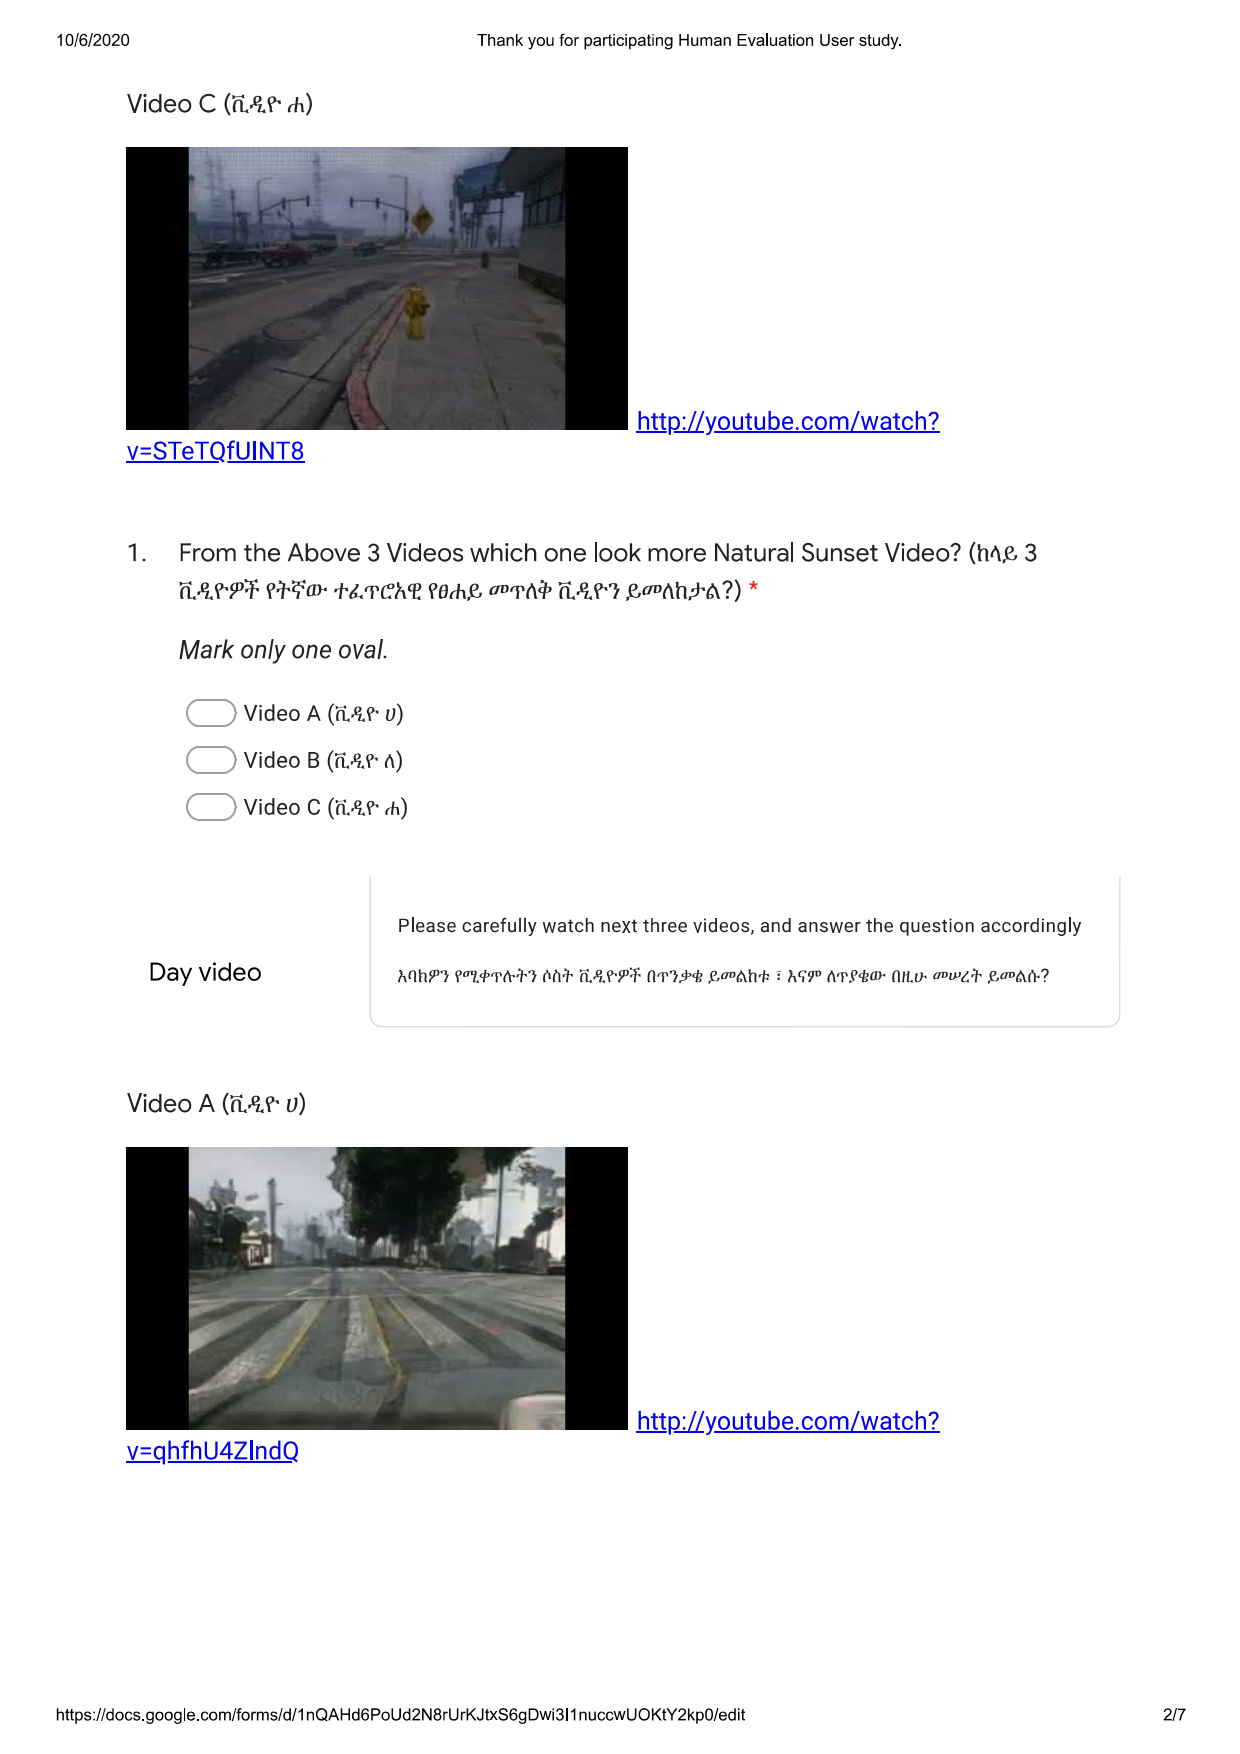 10/6/2020 Thank you for participating Human Evaluation User study.
Video C (ቪዲዮ ሐ)
http://youtube.com/watch?
v=STeTQfUlNT8
1. From the Above 3 Videos which one look more Natural Sunset Video? (ከላይ 3
ቪዲዮዎች የትኛው ተፈጥሮአዊ የፀሐይ መጥለቅ ቪዲዮን ይመለከታል?) *
Mark only one oval.
Video A (ቪዲዮ ሀ)
Video B (ቪዲዮ ለ)
Video C (ቪዲዮ ሐ)
Day video
Please carefully watch next three videos, and answer the question accordingly
እባክዎን የሚቀጥሉትን ሶስት ቪዲዮዎች በጥንቃቄ ይመልከቱ ፣ እናም ለጥያቄው በዚሁ መሠረት ይመልሱ?
Video A (ቪዲዮ ሀ)
http://youtube.com/watch?
v=qhfhU4ZlndQ
https://docs.google.com/forms/d/1nQAHd6PoUd2N8rUrKJtxS6gDwi3I1nuccwUOKtY2kp0/edit 2/7